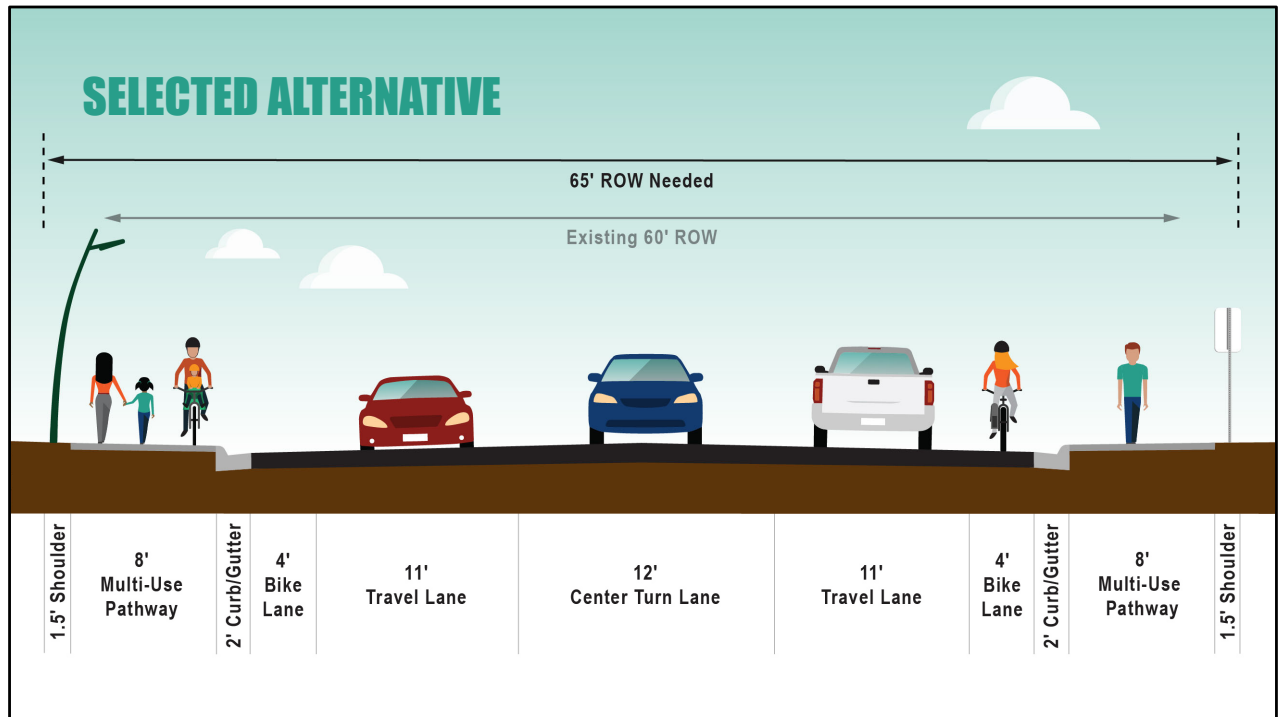 SELECTED ALTERNATIVE
65' ROW Needed
Existing 60' ROW
1.5' Shoulder
8'
Multi-Use
Pathway
2' Curb/Gutter
4'
Bike
Lane
11'
Travel Lane
12'
Center Turn Lane
11'
Travel Lane
4'
Bike
Lane
2' Curb/Gutter
8'
Multi-Use
Pathway
1.5' Shoulder